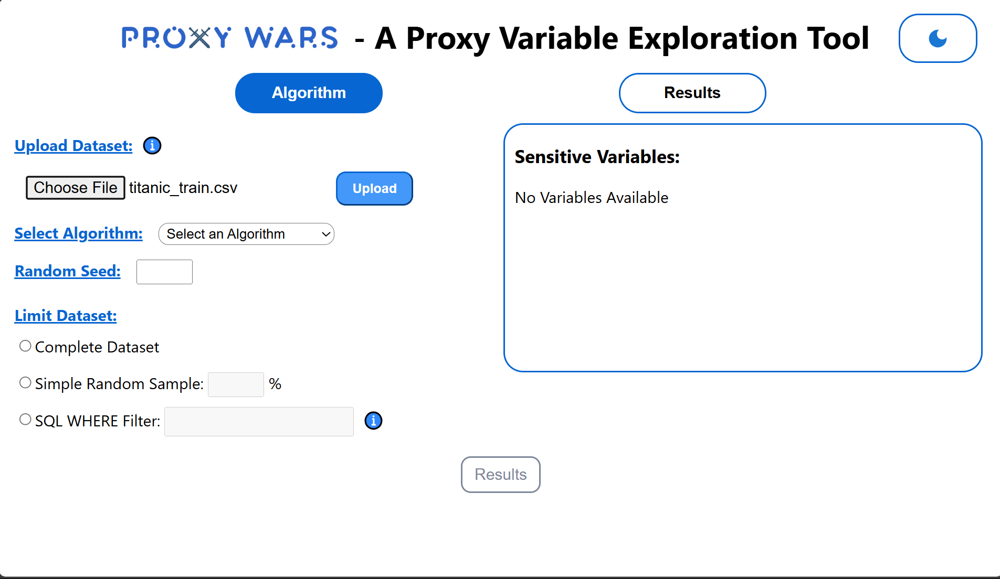 PROXY WARS - A Proxy Variable Exploration Tool
Algorithm
Results
Upload Dataset:
Choose File titanic_train.csv
Upload
Select Algorithm:
Select an Algorithm
Random Seed:
Limit Dataset:
Complete Dataset
Simple Random Sample: %
SQL WHERE Filter:
Sensitive Variables:
No Variables Available
Results